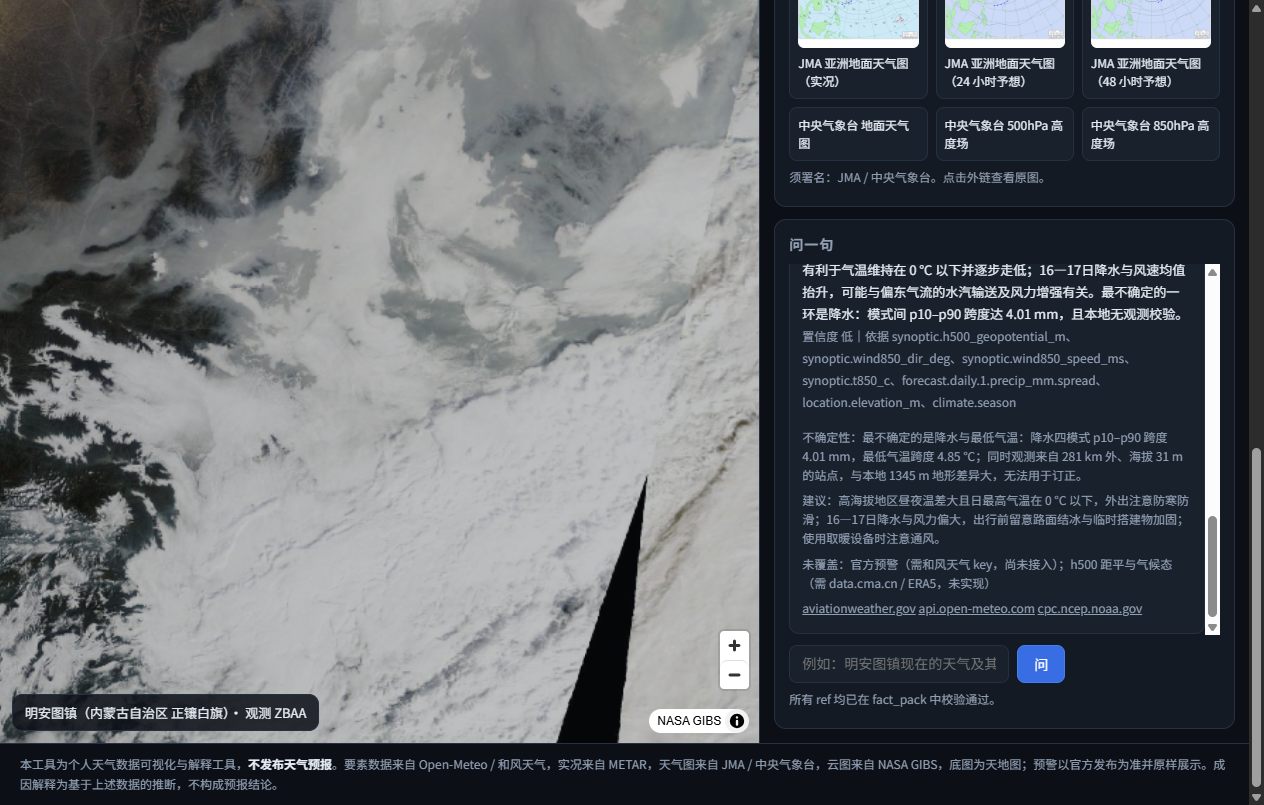 JMA 亚洲地面天气图
（实况）
JMA 亚洲地面天气图
（24 小时予想）
JMA 亚洲地面天气图
（48 小时予想）
中央气象台 地面天气
图
中央气象台 500hPa 高
度场
中央气象台 850hPa 高
度场
须署名：JMA / 中央气象台。点击外链查看原图。
问一句
有利于气温维持在 0 °C 以下并逐步走低；16—17日降水与风速均值
抬升，可能与偏东气流的水汽输送及风力增强有关。最不确定的一
环是降水：模式间 p10–p90 跨度达 4.01 mm，且本地无观测校验。
置信度 低｜依据 synoptic.h500_geopotential_m、
synoptic.wind850_dir_deg、synoptic.wind850_speed_ms、
synoptic.t850_c、forecast.daily.1.precip_mm.spread、
location.elevation_m、climate.season
不确定性：最不确定的是降水与最低气温：降水四模式 p10–p90 跨度
4.01 mm，最低气温跨度 4.85 °C；同时观测来自 281 km 外、海拔 31 m
的站点，与本地 1345 m 地形差异大，无法用于订正。
建议：高海拔地区昼夜温差大且日最高气温在 0 °C 以下，外出注意防寒防
滑；16—17日降水与风力偏大，出行前留意路面结冰与临时搭建物加固；
使用取暖设备时注意通风。
未覆盖：官方预警（需和风天气 key，尚未接入）；h500 距平与气候态
（需 data.cma.cn / ERA5，未实现）
aviationweather.gov api.open-meteo.com cpc.ncep.noaa.gov
例如：明安图镇现在的天气及其
问
所有 ref 均已在 fact_pack 中校验通过。
+
−
明安图镇（内蒙古自治区 正镶白旗）· 观测 ZBAA
NASA GIBS
本工具为个人天气数据可视化与解释工具，不发布天气预报。要素数据来自 Open-Meteo / 和风天气，实况来自 METAR，天气图来自 JMA / 中央气象台，云图来自 NASA GIBS，底图为天地图；预警以官方发布为准并原样展示。成
因解释为基于上述数据的推断，不构成预报结论。